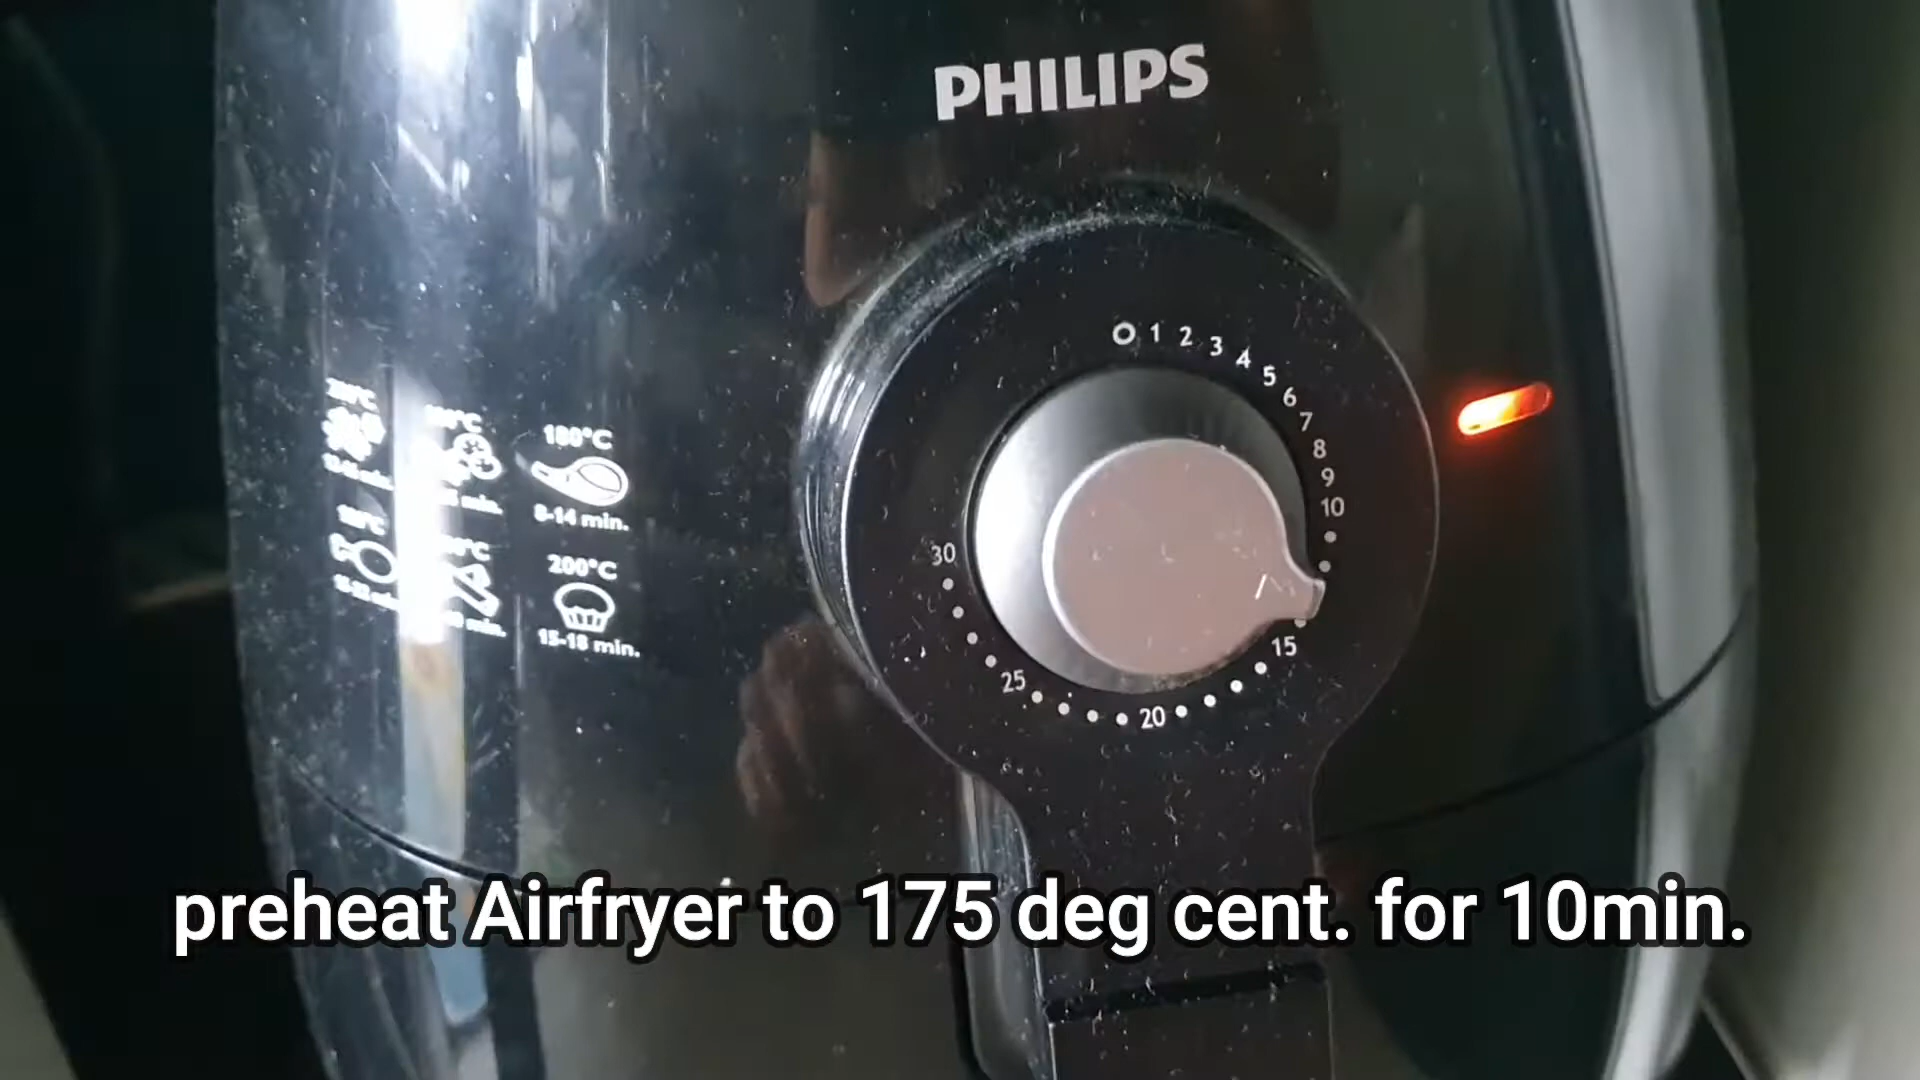 PHILIPS
O 1 2 3 4 5 6 7 8 9 10
15
20
25
30
180°C
8-14 min.
200°C
15-18 min.
preheat Airfryer to 175 deg cent. for 10min.